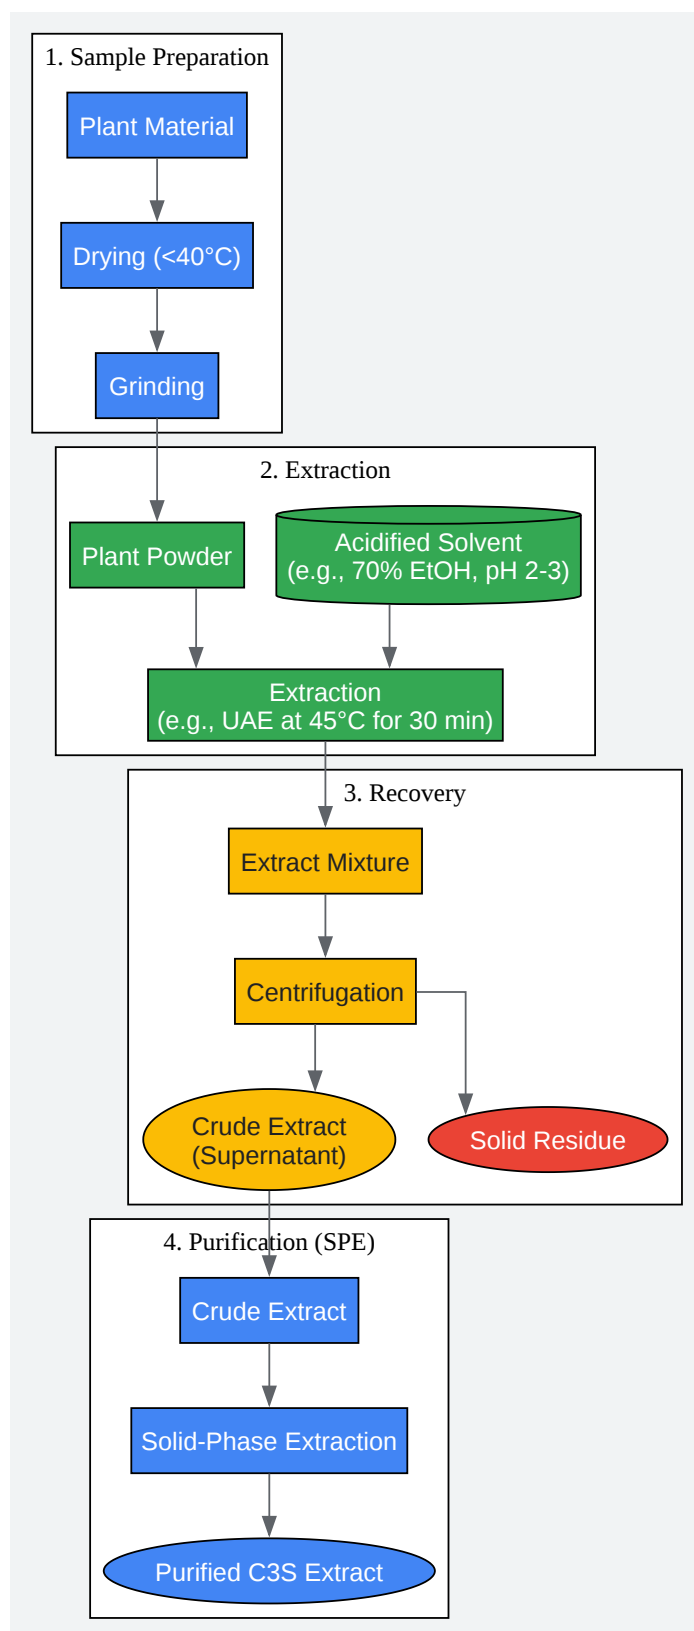 1. Sample Preparation
Plant Material
Drying (<40°C)
Grinding
2. Extraction
Plant Powder
Acidified Solvent
(e.g., 70% EtOH, pH 2-3)
Extraction
(e.g., UAE at 45°C for 30 min)
3. Recovery
Extract Mixture
Centrifugation
Crude Extract
(Supernatant)
Solid Residue
4. Purification (SPE)
Crude Extract
Solid-Phase Extraction
Purified C3S Extract